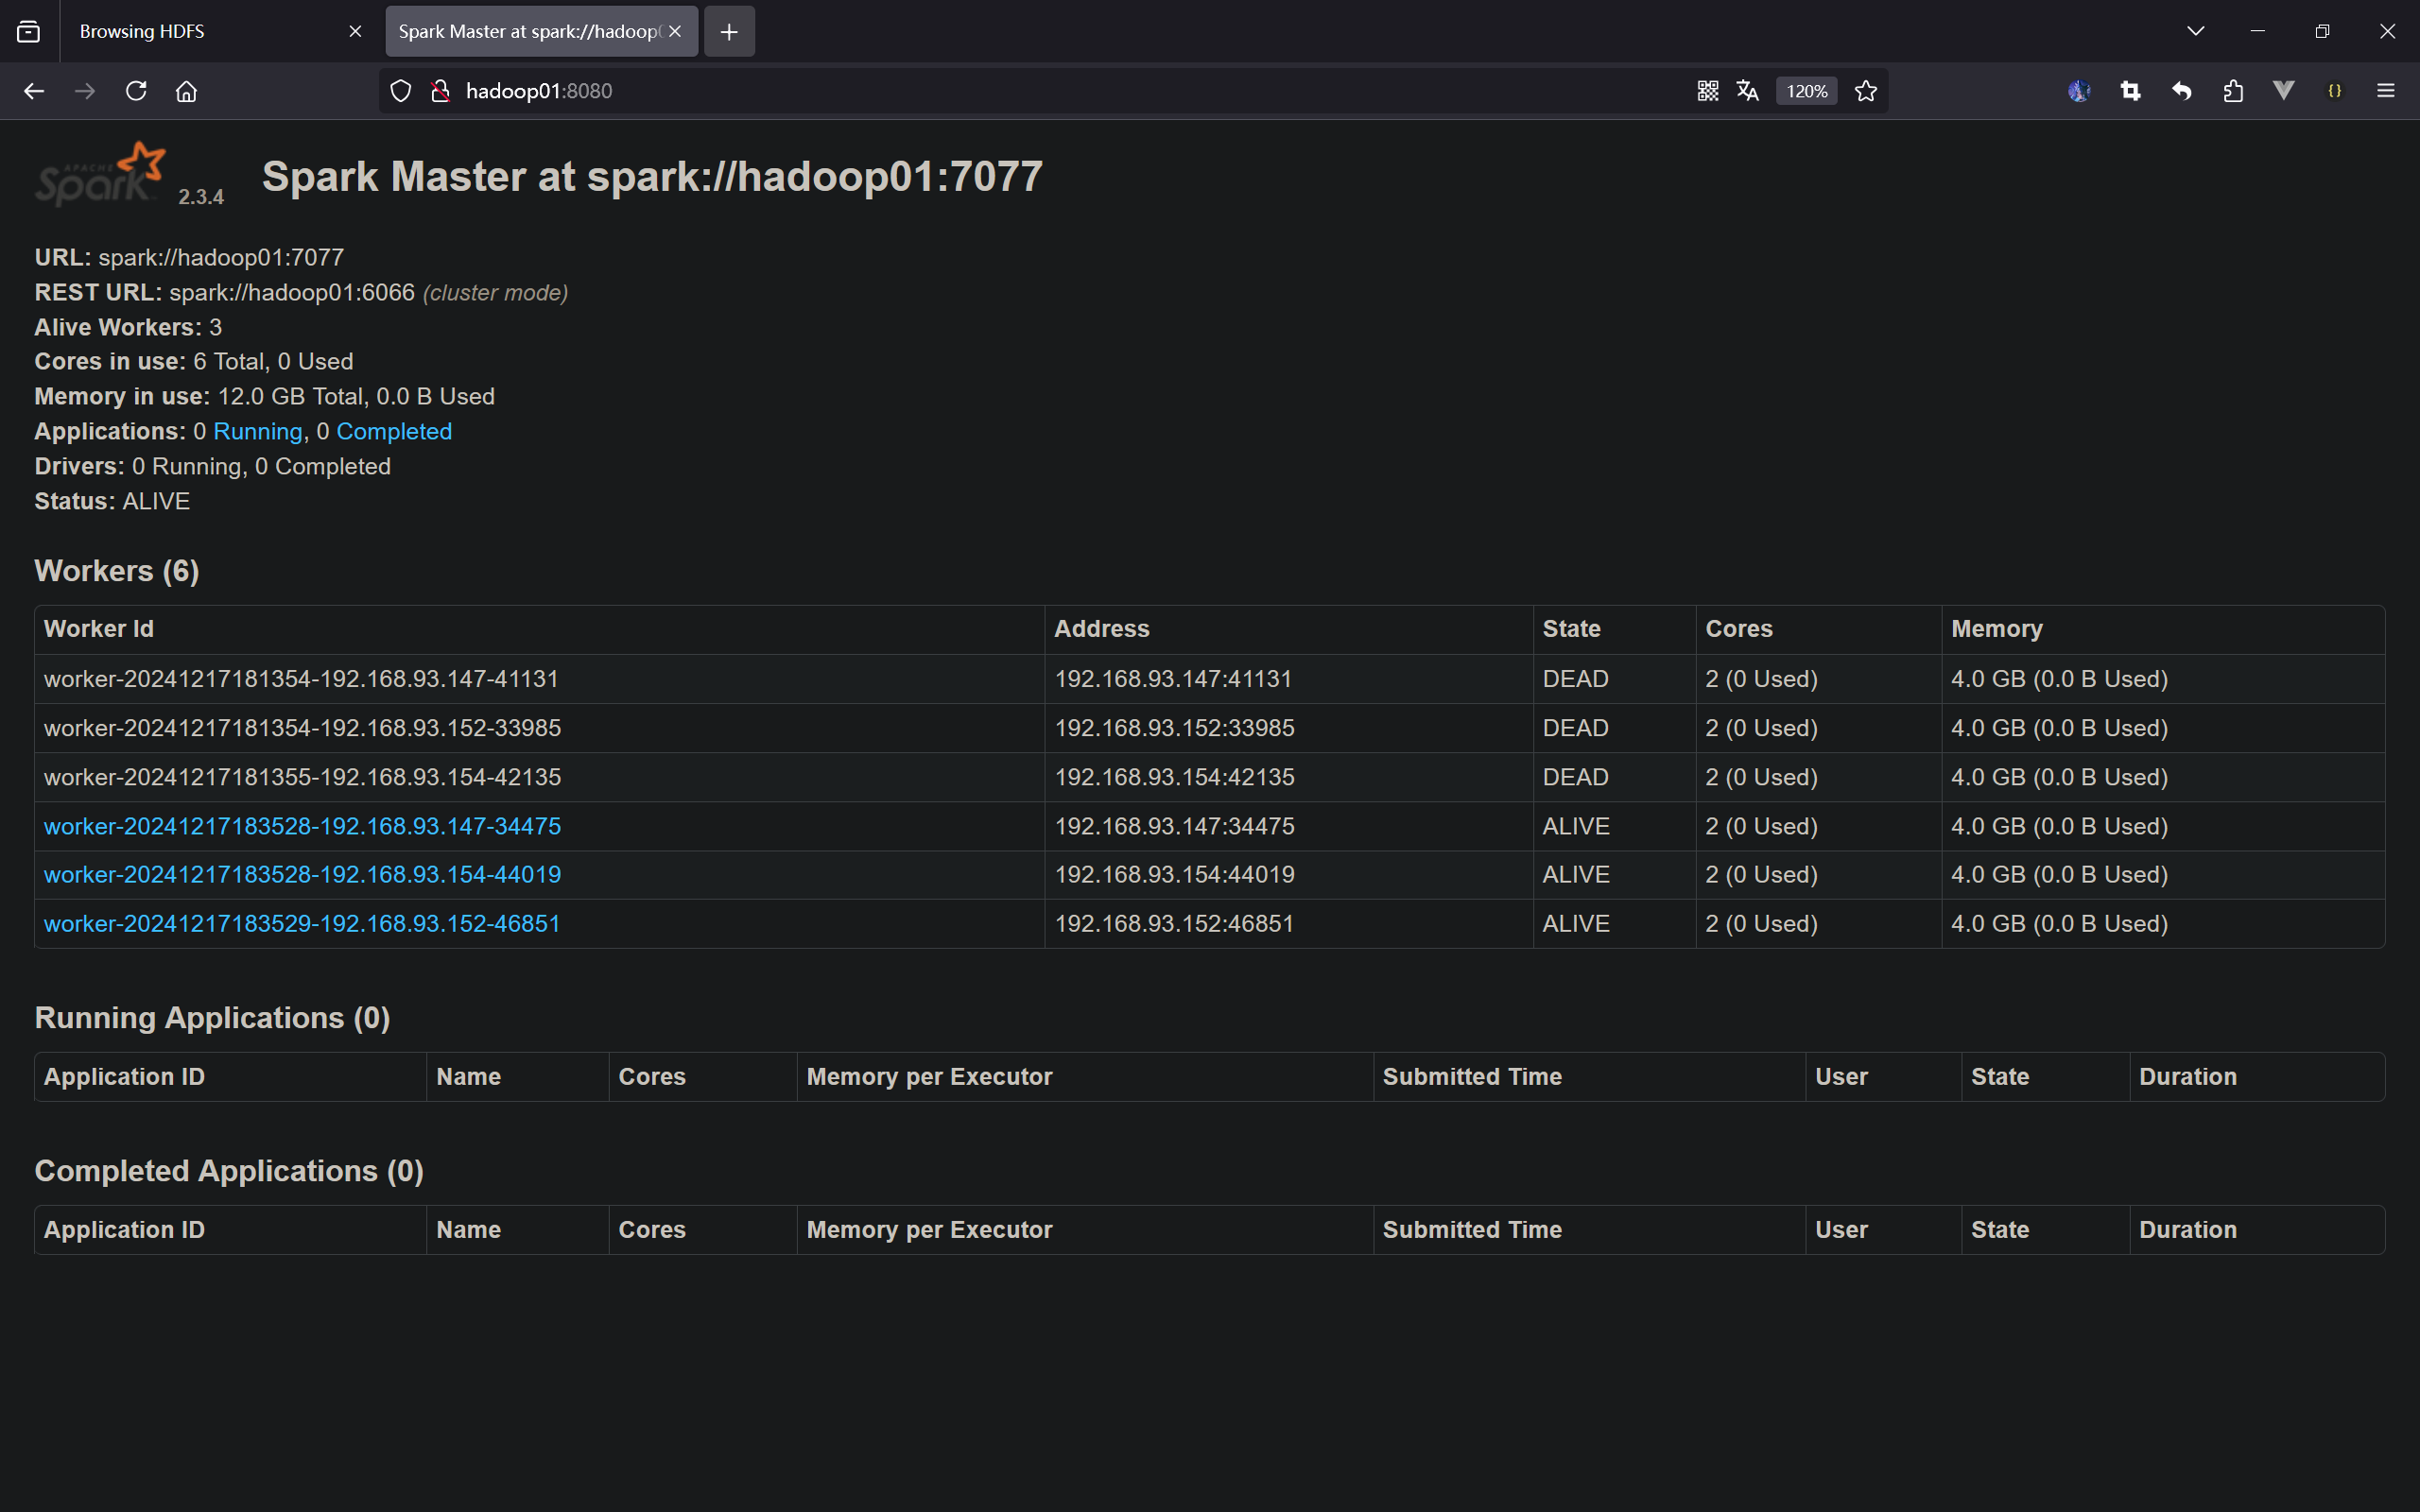 Browsing HDFS
Spark Master at spark://hadoop0
hadoop01:8080
120%
APACHE
Spark 2.3.4
Spark Master at spark://hadoop01:7077
URL: spark://hadoop01:7077
REST URL: spark://hadoop01:6066 (cluster mode)
Alive Workers: 3
Cores in use: 6 Total, 0 Used
Memory in use: 12.0 GB Total, 0.0 B Used
Applications: 0 Running, 0 Completed
Drivers: 0 Running, 0 Completed
Status: ALIVE
Workers (6)
Worker Id Address State Cores Memory
worker-20241217181354-192.168.93.147-41131 192.168.93.147:41131 DEAD 2 (0 Used) 4.0 GB (0.0 B Used)
worker-20241217181354-192.168.93.152-33985 192.168.93.152:33985 DEAD 2 (0 Used) 4.0 GB (0.0 B Used)
worker-20241217181355-192.168.93.154-42135 192.168.93.154:42135 DEAD 2 (0 Used) 4.0 GB (0.0 B Used)
worker-20241217183528-192.168.93.147-34475 192.168.93.147:34475 ALIVE 2 (0 Used) 4.0 GB (0.0 B Used)
worker-20241217183528-192.168.93.154-44019 192.168.93.154:44019 ALIVE 2 (0 Used) 4.0 GB (0.0 B Used)
worker-20241217183529-192.168.93.152-46851 192.168.93.152:46851 ALIVE 2 (0 Used) 4.0 GB (0.0 B Used)
Running Applications (0)
Application ID Name Cores Memory per Executor Submitted Time User State Duration
Completed Applications (0)
Application ID Name Cores Memory per Executor Submitted Time User State Duration